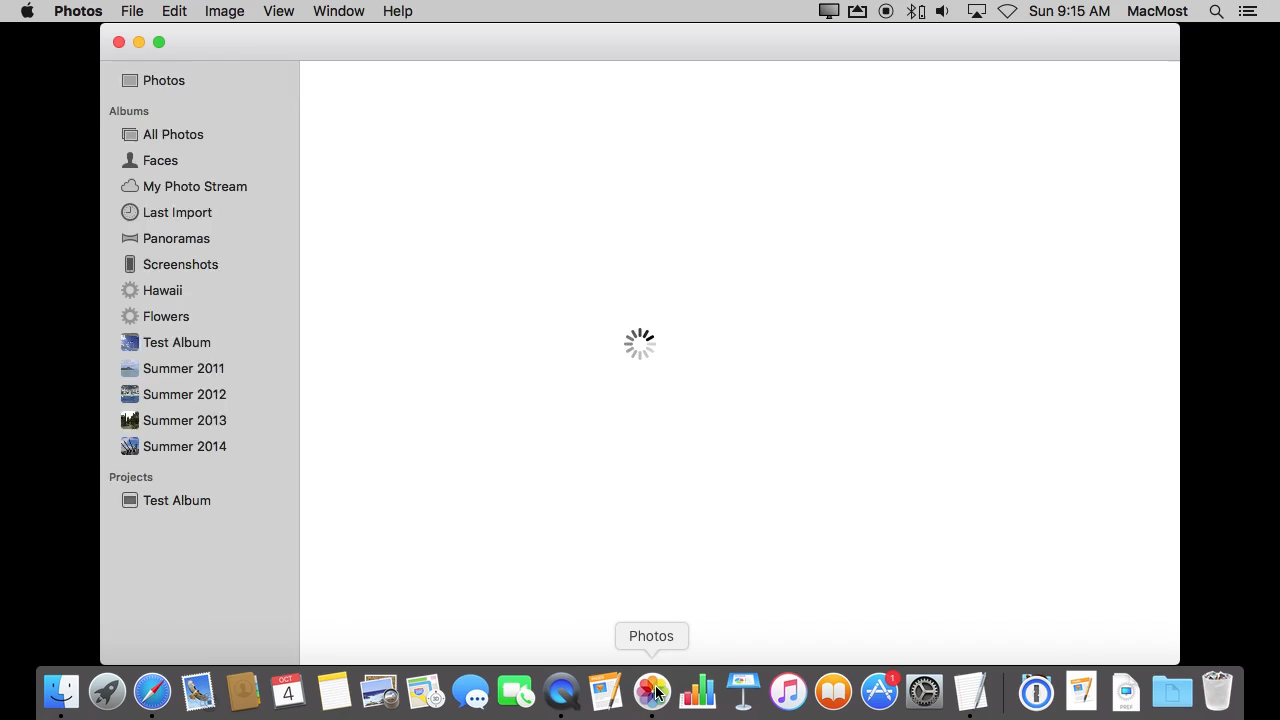 Photos File Edit Image View Window Help Sun 9:15 AM MacMost
Photos
Albums
All Photos
Faces
My Photo Stream
Last Import
Panoramas
Screenshots
Hawaii
Flowers
Test Album
Summer 2011
Summer 2012
Summer 2013
Summer 2014
Projects
Test Album
Photos
OCT
4
1
PREF